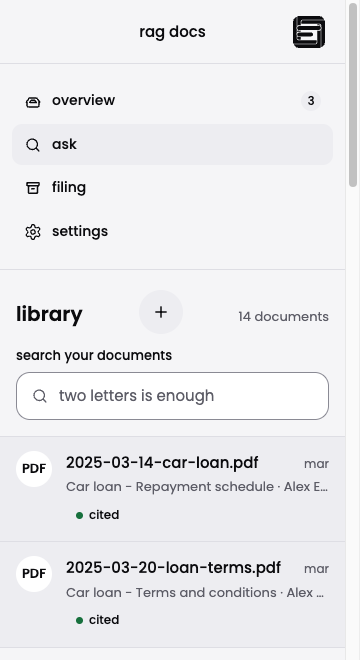 rag docs
overview 3
ask
filing
settings
library + 14 documents
search your documents
two letters is enough
PDF 2025-03-14-car-loan.pdf mar
Car loan - Repayment schedule · Alex E...
cited
PDF 2025-03-20-loan-terms.pdf mar
Car loan - Terms and conditions · Alex ...
cited